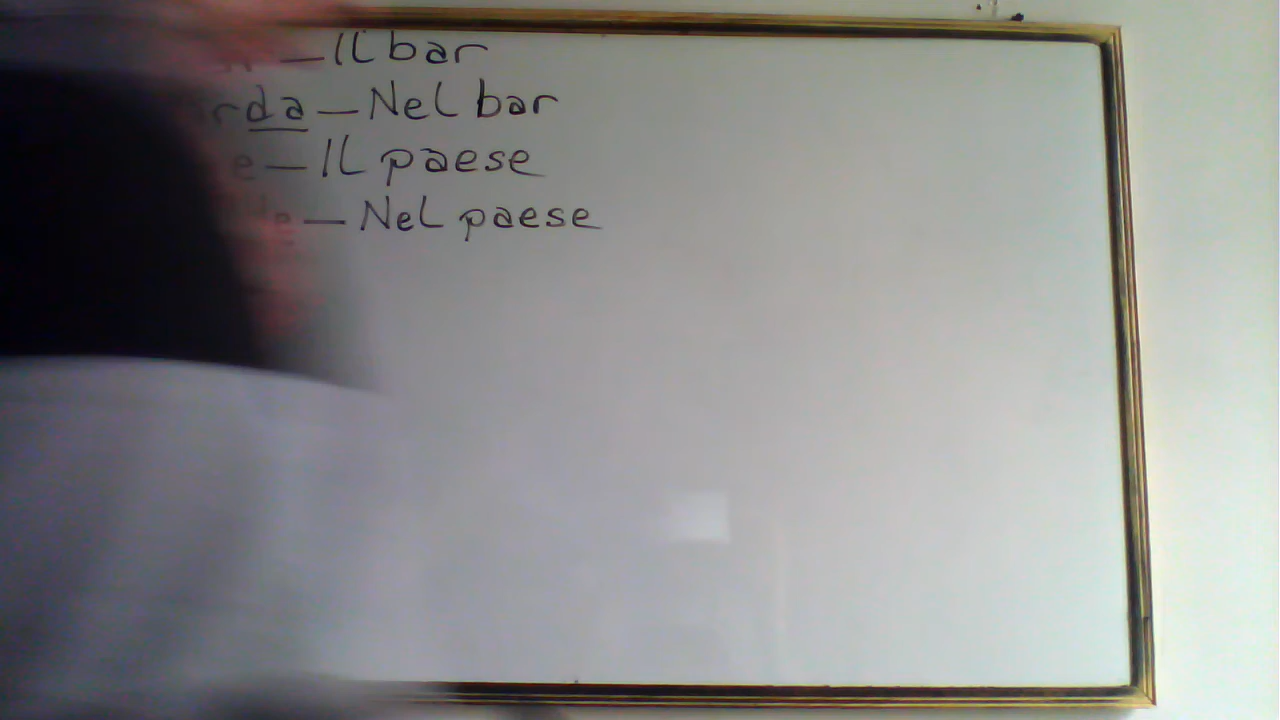 — Il bar
— Nel bar
— Il paese
— Nel paese